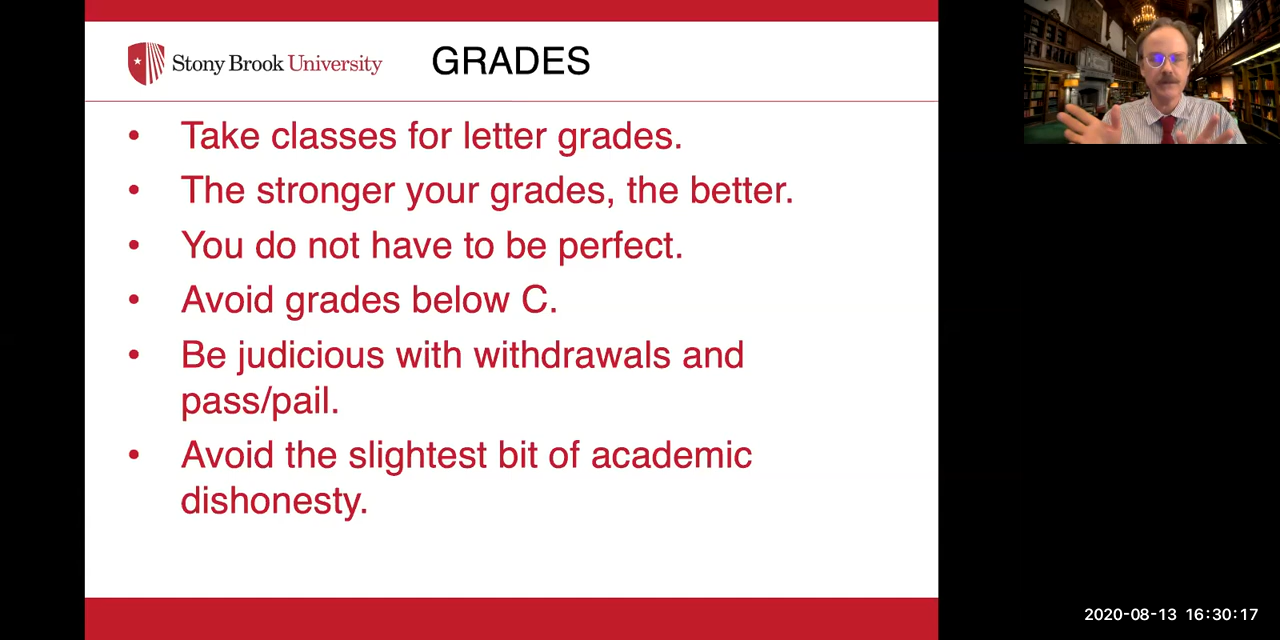 Stony Brook University
GRADES
• Take classes for letter grades.
• The stronger your grades, the better.
• You do not have to be perfect.
• Avoid grades below C.
• Be judicious with withdrawals and
pass/pail.
• Avoid the slightest bit of academic
dishonesty.
2020-08-13 16:30:17